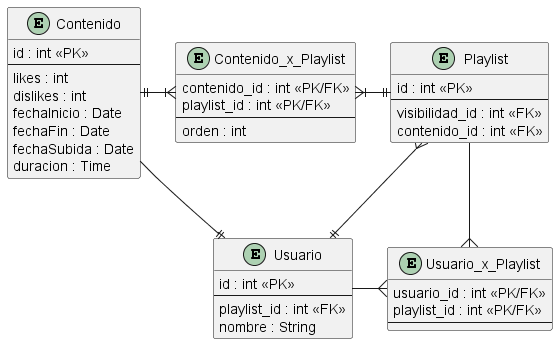 E Contenido
id : int «PK»
likes : int
dislikes : int
fechaInicio : Date
fechaFin : Date
fechaSubida : Date
duracion : Time
E Contenido_x_Playlist
contenido_id : int «PK/FK»
playlist_id : int «PK/FK»
orden : int
E Playlist
id : int «PK»
visibilidad_id : int «FK»
contenido_id : int «FK»
E Usuario
id : int «PK»
playlist_id : int «FK»
nombre : String
E Usuario_x_Playlist
usuario_id : int «PK/FK»
playlist_id : int «PK/FK»